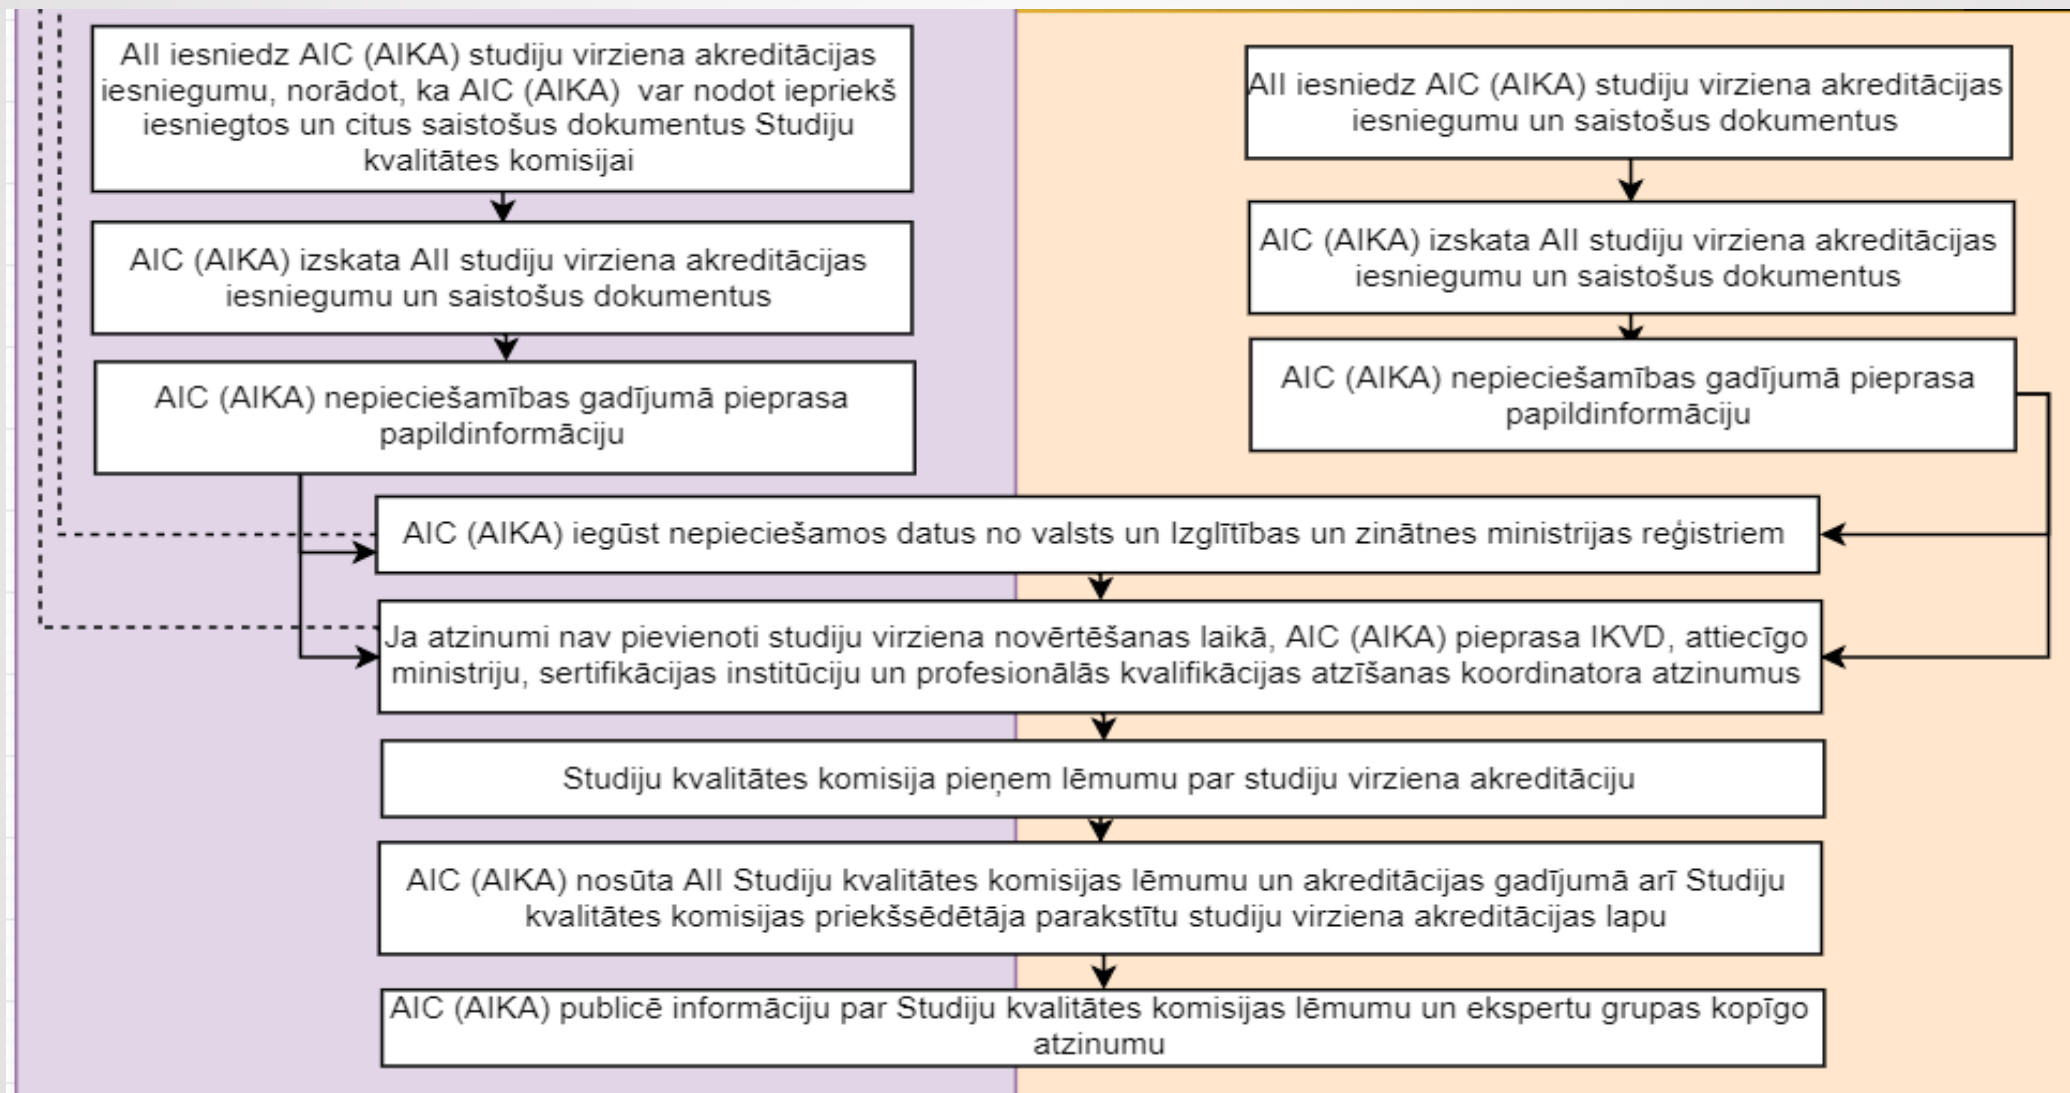 AII iesniedz AIC (AIKA) studiju virziena akreditācijas
iesniegumu, norādot, ka AIC (AIKA) var nodot iepriekš
iesniegtos un citus saistošus dokumentus Studiju
kvalitātes komisijai
AIC (AIKA) izskata AII studiju virziena akreditācijas
iesniegumu un saistošus dokumentus
AIC (AIKA) nepieciešamības gadījumā pieprasa
papildinformāciju
AII iesniedz AIC (AIKA) studiju virziena akreditācijas
iesniegumu un saistošus dokumentus
AIC (AIKA) izskata AII studiju virziena akreditācijas
iesniegumu un saistošus dokumentus
AIC (AIKA) nepieciešamības gadījumā pieprasa
papildinformāciju
AIC (AIKA) iegūst nepieciešamos datus no valsts un Izglītības un zinātnes ministrijas reģistriem
Ja atzinumi nav pievienoti studiju virziena novērtēšanas laikā, AIC (AIKA) pieprasa IKVD, attiecīgo
ministriju, sertifikācijas institūciju un profesionālās kvalifikācijas atzīšanas koordinatora atzinumus
Studiju kvalitātes komisija pieņem lēmumu par studiju virziena akreditāciju
AIC (AIKA) nosūta AII Studiju kvalitātes komisijas lēmumu un akreditācijas gadījumā arī Studiju
kvalitātes komisijas priekšsēdētāja parakstītu studiju virziena akreditācijas lapu
AIC (AIKA) publicē informāciju par Studiju kvalitātes komisijas lēmumu un ekspertu grupas kopīgo
atzinumu